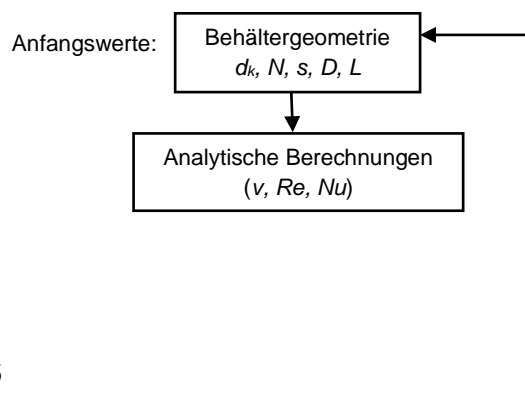 Anfangswerte:
Behältergeometrie
dk, N, s, D, L
Analytische Berechnungen
(v, Re, Nu)